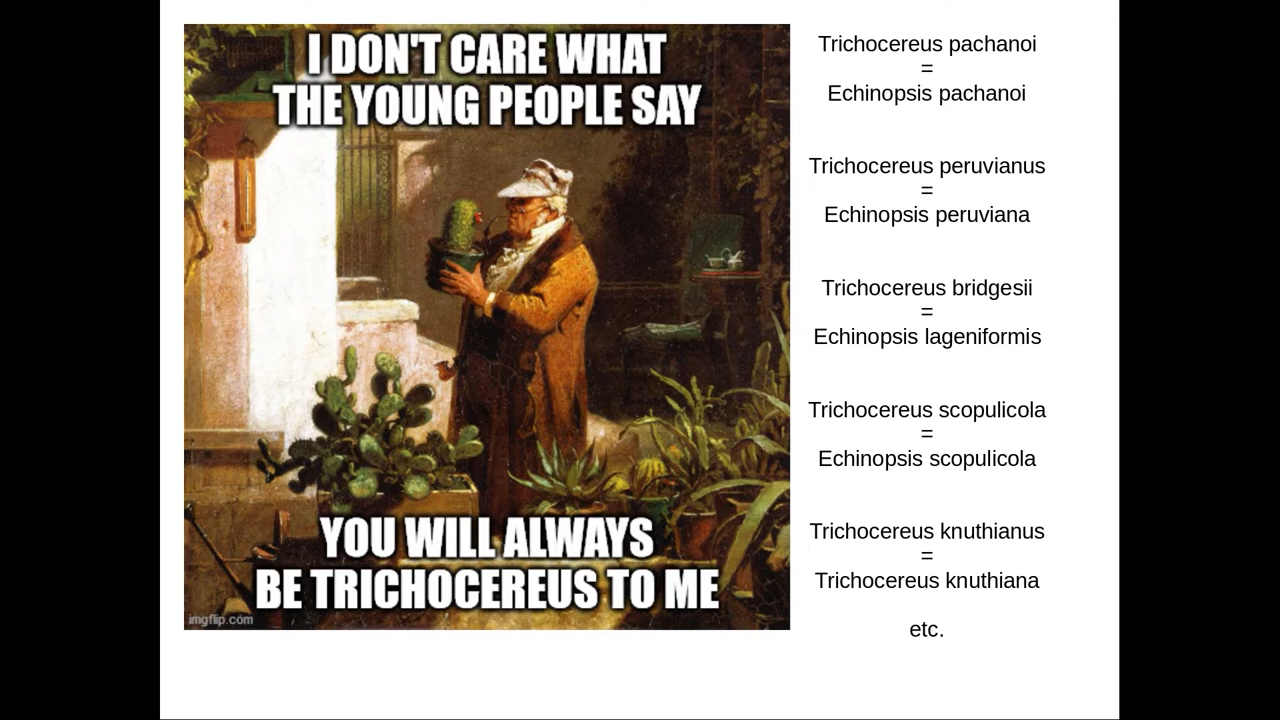 I DON'T CARE WHAT
THE YOUNG PEOPLE SAY
YOU WILL ALWAYS
BE TRICHOCEREUS TO ME
imgflip.com
Trichocereus pachanoi
=
Echinopsis pachanoi
Trichocereus peruvianus
=
Echinopsis peruviana
Trichocereus bridgesii
=
Echinopsis lageniformis
Trichocereus scopulicola
=
Echinopsis scopulicola
Trichocereus knuthianus
=
Trichocereus knuthiana
etc.